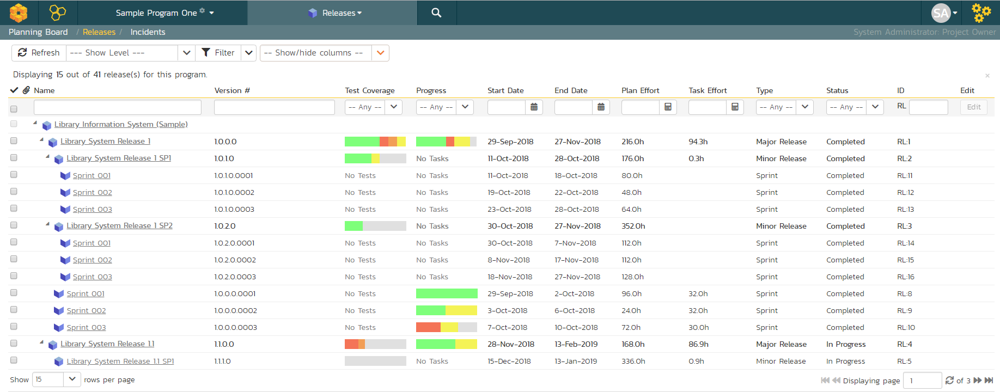 Sample Program One Releases SA
Planning Board / Releases / Incidents System Administrator: Project Owner
Refresh --- Show Level --- Filter -- Show/hide columns --
Displaying 15 out of 41 release(s) for this program. ×
Name Version # Test Coverage Progress Start Date End Date Plan Effort Task Effort Type Status ID Edit
-- Any -- -- Any -- -- Any -- -- Any -- RL Edit
Library Information System (Sample)
Library System Release 1 1.0.0.0 29-Sep-2018 27-Nov-2018 216.0h 94.3h Major Release Completed RL:1
Library System Release 1 SP1 1.0.1.0 No Tasks 11-Oct-2018 28-Oct-2018 176.0h 0.3h Minor Release Completed RL:2
Sprint 001 1.0.1.0.0001 No Tests No Tasks 11-Oct-2018 18-Oct-2018 80.0h Sprint Completed RL:11
Sprint 002 1.0.1.0.0002 No Tests No Tasks 19-Oct-2018 22-Oct-2018 48.0h Sprint Completed RL:12
Sprint 003 1.0.1.0.0003 No Tests No Tasks 23-Oct-2018 28-Oct-2018 64.0h Sprint Completed RL:13
Library System Release 1 SP2 1.0.2.0 No Tasks 30-Oct-2018 27-Nov-2018 352.0h Minor Release Completed RL:3
Sprint 001 1.0.2.0.0001 No Tests No Tasks 30-Oct-2018 7-Nov-2018 112.0h Sprint Completed RL:14
Sprint 002 1.0.2.0.0002 No Tests No Tasks 8-Nov-2018 17-Nov-2018 112.0h Sprint Completed RL:15
Sprint 003 1.0.2.0.0003 No Tests No Tasks 18-Nov-2018 27-Nov-2018 128.0h Sprint Completed RL:16
Sprint 001 1.0.0.0.0001 No Tests 29-Sep-2018 2-Oct-2018 96.0h 32.0h Sprint Completed RL:8
Sprint 002 1.0.0.0.0002 No Tests 3-Oct-2018 6-Oct-2018 24.0h 32.0h Sprint Completed RL:9
Sprint 003 1.0.0.0.0003 No Tests 7-Oct-2018 10-Oct-2018 72.0h 30.0h Sprint Completed RL:10
Library System Release 1.1 1.1.0.0 28-Nov-2018 13-Feb-2019 168.0h 86.9h Major Release In Progress RL:4
Library System Release 1.1 SP1 1.1.1.0 No Tasks 15-Dec-2018 13-Jan-2019 336.0h 0.9h Minor Release In Progress RL:5
Show 15 rows per page Displaying page 1 of 3